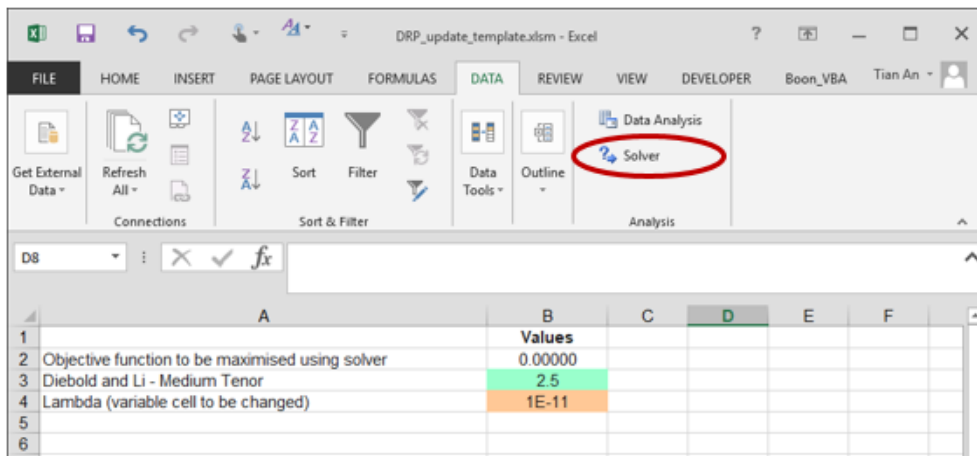 DRP_update_template.xlsm - Excel
?
FILE HOME INSERT PAGE LAYOUT FORMULAS DATA REVIEW VIEW DEVELOPER Boon_VBA Tian An
Get External Data
Refresh All
Connections
Sort
Filter
Sort & Filter
Data Tools
Outline
Data Analysis
Solver
Analysis
D8
fx
A B C D E F
1 Values
2 Objective function to be maximised using solver 0.00000
3 Diebold and Li - Medium Tenor 2.5
4 Lambda (variable cell to be changed) 1E-11
5
6